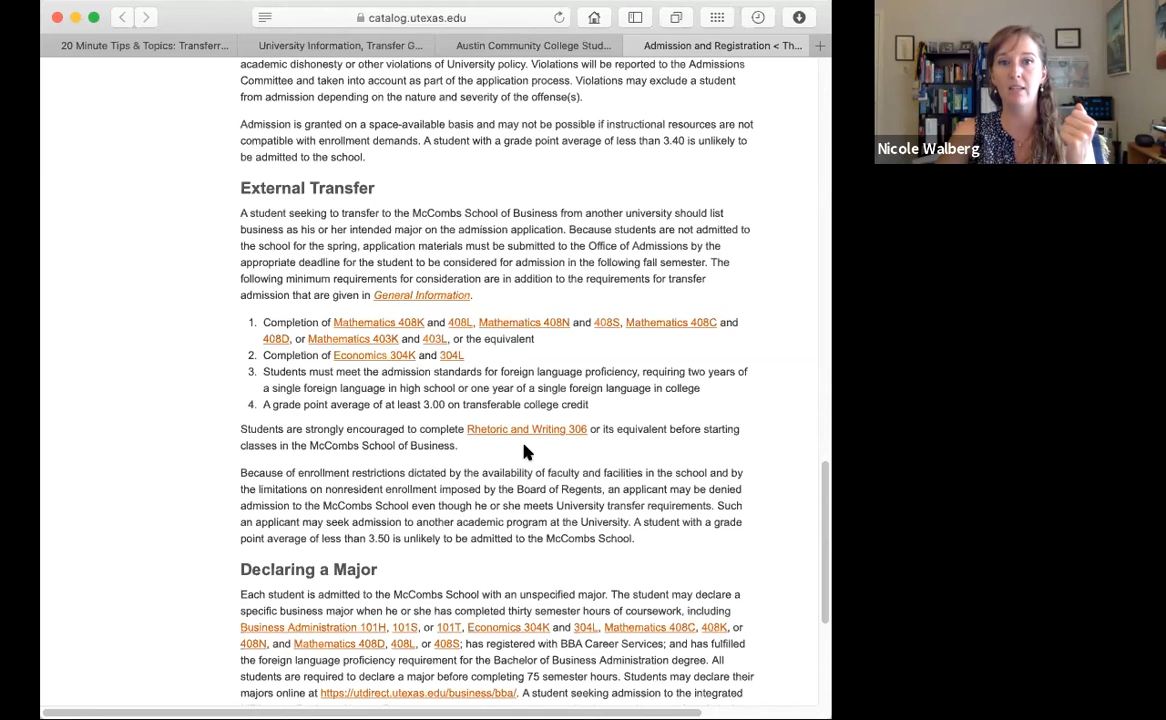 catalog.utexas.edu
20 Minute Tips & Topics: Transferr...
University Information, Transfer G...
Austin Community College Stud...
Admission and Registration < Th...
Nicole Walberg
academic dishonesty or other violations of University policy. Violations will be reported to the Admissions
Committee and taken into account as part of the application process. Violations may exclude a student
from admission depending on the nature and severity of the offense(s).
Admission is granted on a space-available basis and may not be possible if instructional resources are not
compatible with enrollment demands. A student with a grade point average of less than 3.40 is unlikely to
be admitted to the school.
External Transfer
A student seeking to transfer to the McCombs School of Business from another university should list
business as his or her intended major on the admission application. Because students are not admitted to
the school for the spring, application materials must be submitted to the Office of Admissions by the
appropriate deadline for the student to be considered for admission in the following fall semester. The
following minimum requirements for consideration are in addition to the requirements for transfer
admission that are given in General Information.
1. Completion of Mathematics 408K and 408L, Mathematics 408N and 408S, Mathematics 408C and
408D, or Mathematics 403K and 403L, or the equivalent
2. Completion of Economics 304K and 304L
3. Students must meet the admission standards for foreign language proficiency, requiring two years of
a single foreign language in high school or one year of a single foreign language in college
4. A grade point average of at least 3.00 on transferable college credit
Students are strongly encouraged to complete Rhetoric and Writing 306 or its equivalent before starting
classes in the McCombs School of Business.
Because of enrollment restrictions dictated by the availability of faculty and facilities in the school and by
the limitations on nonresident enrollment imposed by the Board of Regents, an applicant may be denied
admission to the McCombs School even though he or she meets University transfer requirements. Such
an applicant may seek admission to another academic program at the University. A student with a grade
point average of less than 3.50 is unlikely to be admitted to the McCombs School.
Declaring a Major
Each student is admitted to the McCombs School with an unspecified major. The student may declare a
specific business major when he or she has completed thirty semester hours of coursework, including
Business Administration 101H, 101S, or 101T, Economics 304K and 304L, Mathematics 408C, 408K, or
408N, and Mathematics 408D, 408L, or 408S; has registered with BBA Career Services; and has fulfilled
the foreign language proficiency requirement for the Bachelor of Business Administration degree. All
students are required to declare a major before completing 75 semester hours. Students may declare their
majors online at https://utdirect.utexas.edu/business/bba/. A student seeking admission to the integrated